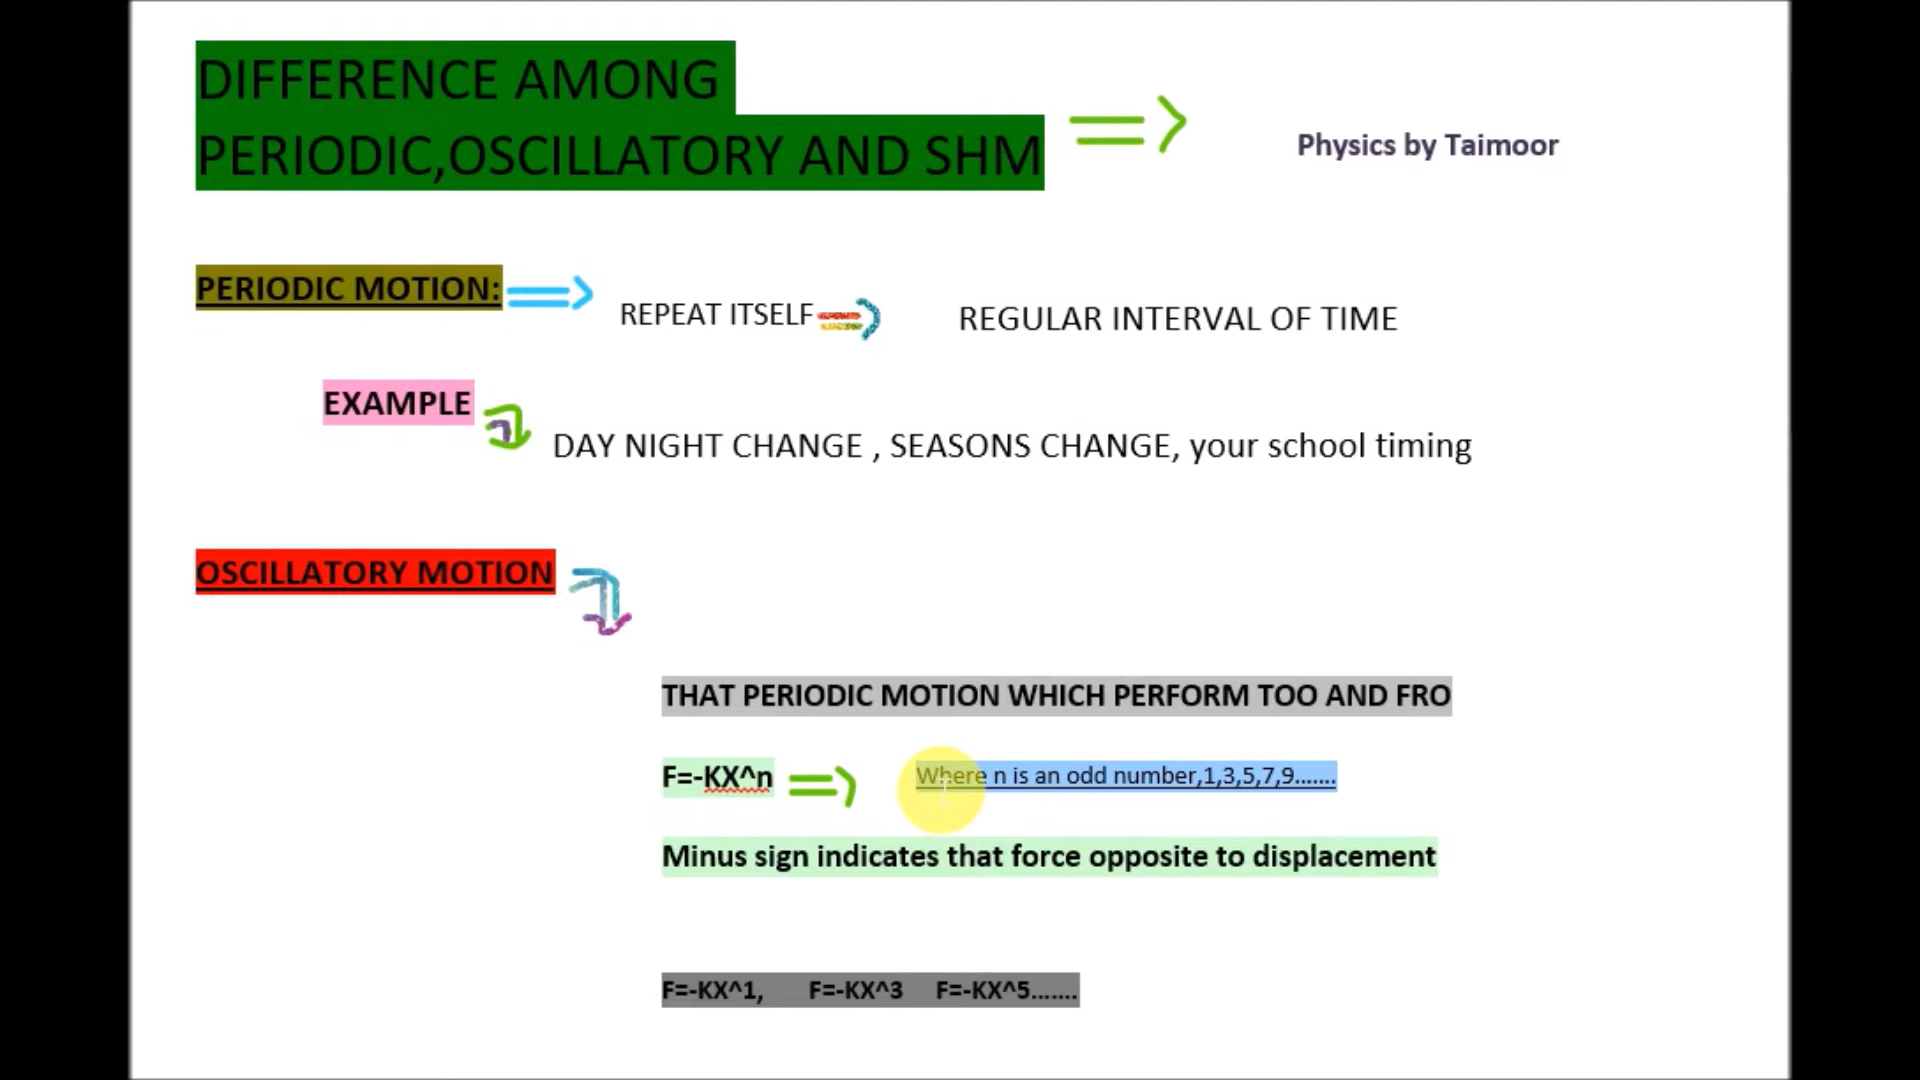 DIFFERENCE AMONG
PERIODIC,OSCILLATORY AND SHM
Physics by Taimoor
PERIODIC MOTION:
REPEAT ITSELF
REGULAR INTERVAL OF TIME
EXAMPLE
DAY NIGHT CHANGE , SEASONS CHANGE, your school timing
OSCILLATORY MOTION
THAT PERIODIC MOTION WHICH PERFORM TOO AND FRO
F=-KX^n
Where n is an odd number,1,3,5,7,9.......
Minus sign indicates that force opposite to displacement
F=-KX^1, F=-KX^3 F=-KX^5.......